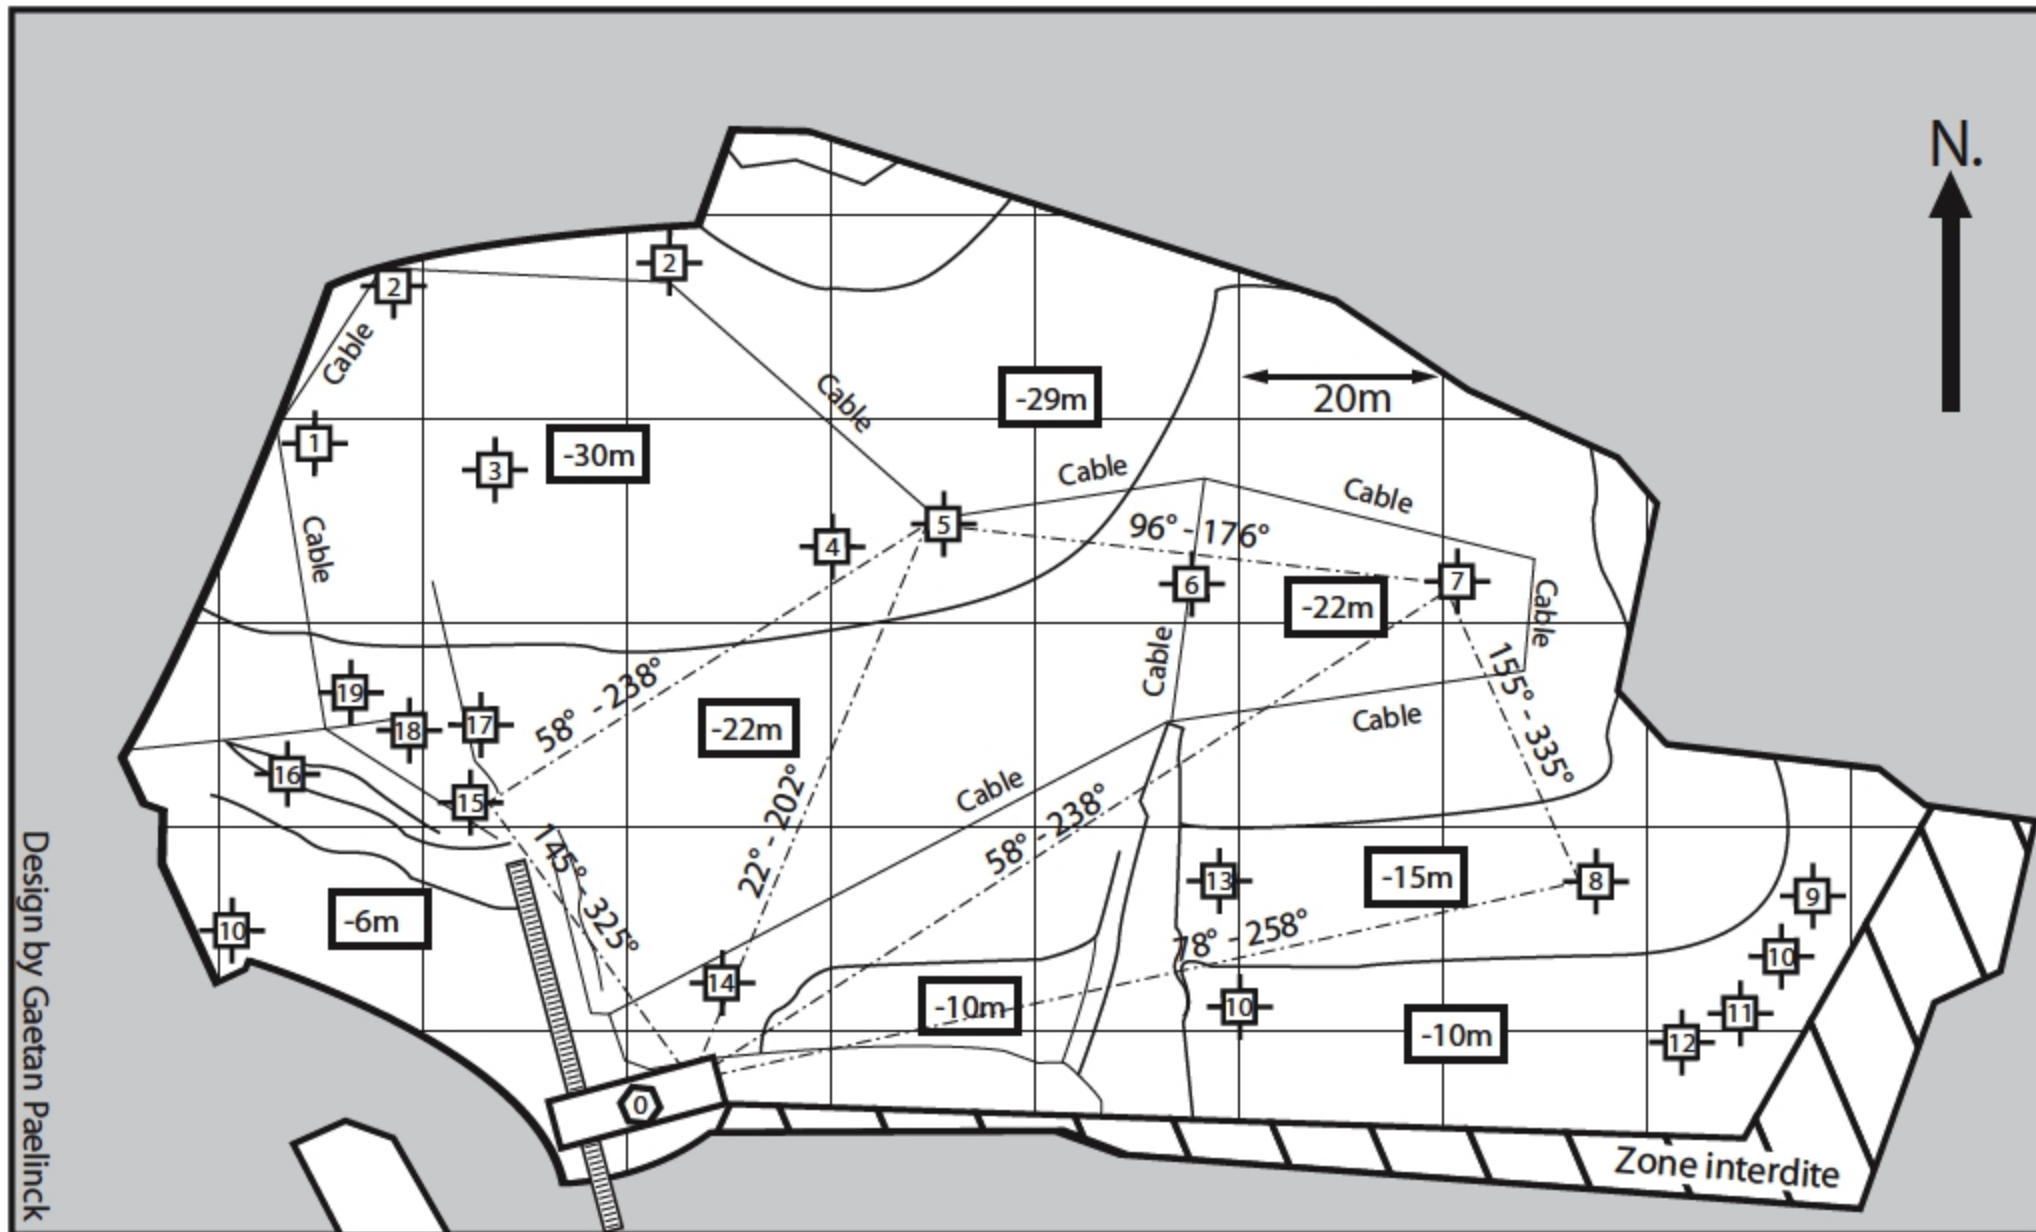 N.
2
2
Cable
Cable
-29m
20m
1
3
-30m
Cable
Cable
5
96° - 176°
4
6
7
-22m
Cable
Cable
Cable
155° - 335°
19
18
17
58° - 238°
-22m
Cable
16
15
Cable
22° - 202°
58° - 238°
145° - 325°
13
-15m
8
9
10
-6m
78° - 258°
10
14
-10m
10
-10m
11
12
0
Zone interdite
Design by Gaetan Paelinck